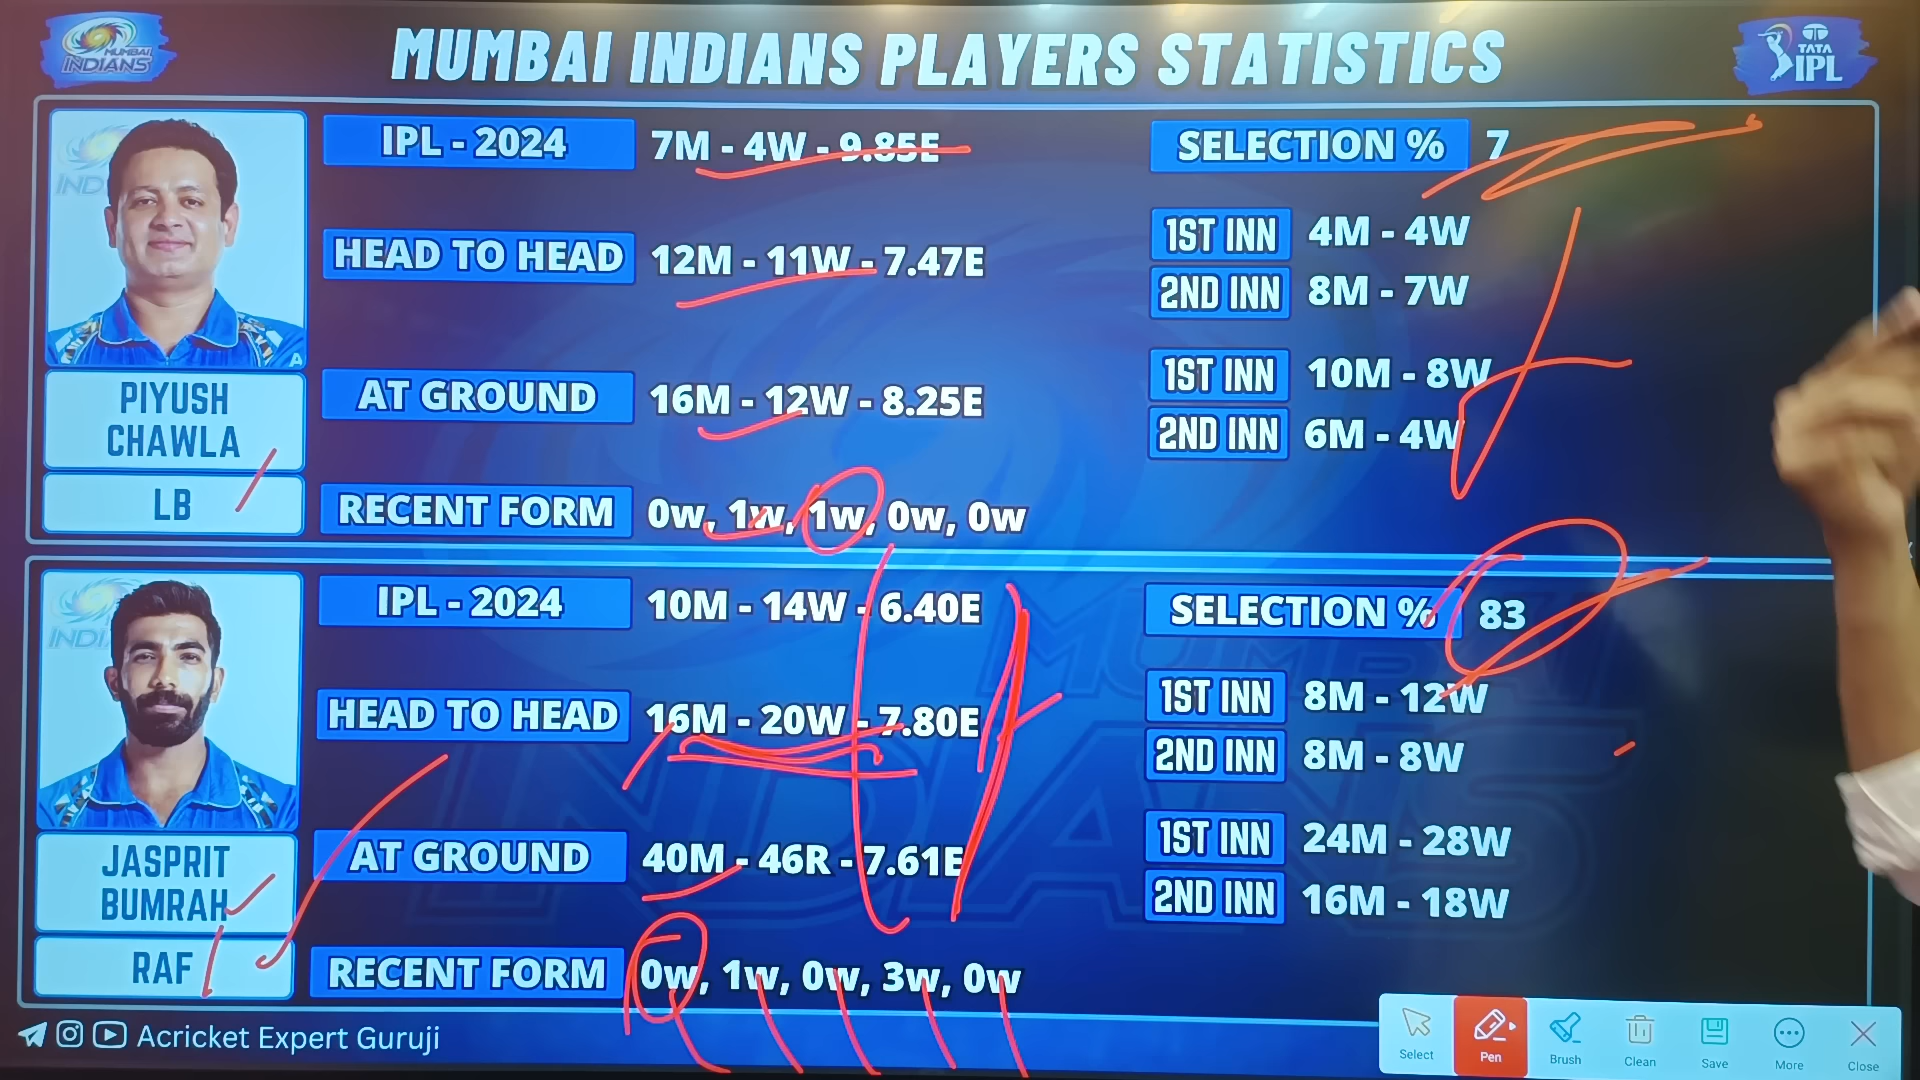 MUMBAI INDIANS
MUMBAI INDIANS PLAYERS STATISTICS
TATA IPL
IPL - 2024 7M - 4W - 9.85E SELECTION % 7
HEAD TO HEAD 12M - 11W - 7.47E
1ST INN 4M - 4W
2ND INN 8M - 7W
PIYUSH
CHAWLA
LB
AT GROUND 16M - 12W - 8.25E
1ST INN 10M - 8W
2ND INN 6M - 4W
RECENT FORM 0w, 1w, 1w, 0w, 0w
IPL - 2024 10M - 14W - 6.40E SELECTION % 83
HEAD TO HEAD 16M - 20W - 7.80E
1ST INN 8M - 12W
2ND INN 8M - 8W
JASPRIT
BUMRAH
RAF
AT GROUND 40M - 46R - 7.61E
1ST INN 24M - 28W
2ND INN 16M - 18W
RECENT FORM 0w, 1w, 0w, 3w, 0w
Acricket Expert Guruji
Select Pen Brush Clean Save More Close